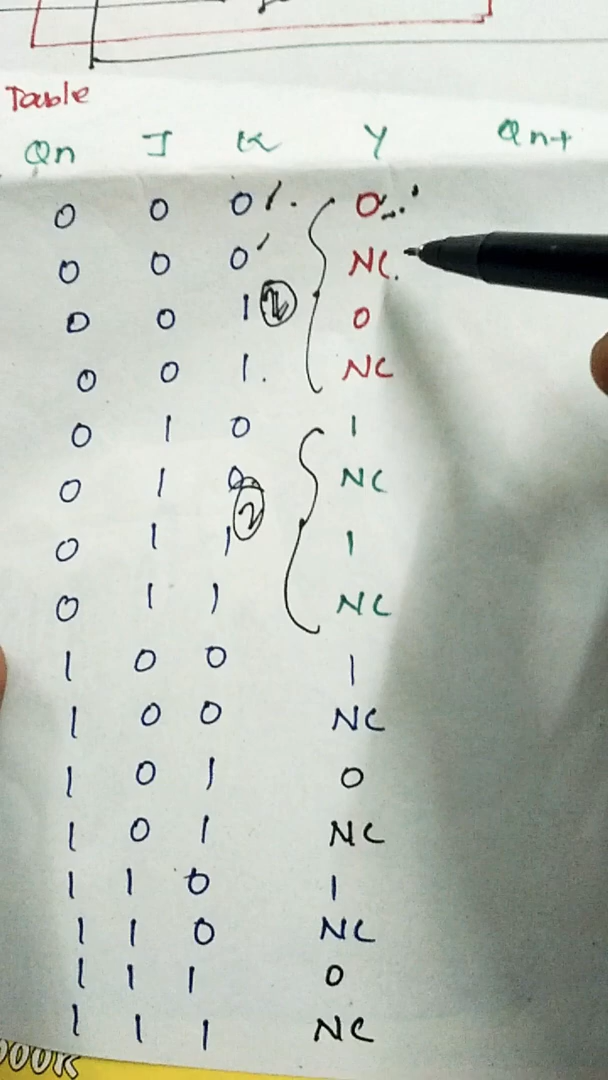 Table
Qn J K Y Qn+
0 0 0 0
0 0 0 NC
0 0 1 0
0 0 1 NC
0 1 0 1
0 1 0 NC
0 1 1 1
0 1 1 NC
1 0 0 1
1 0 0 NC
1 0 1 0
1 0 1 NC
1 1 0 1
1 1 0 NC
1 1 1 0
1 1 1 NC